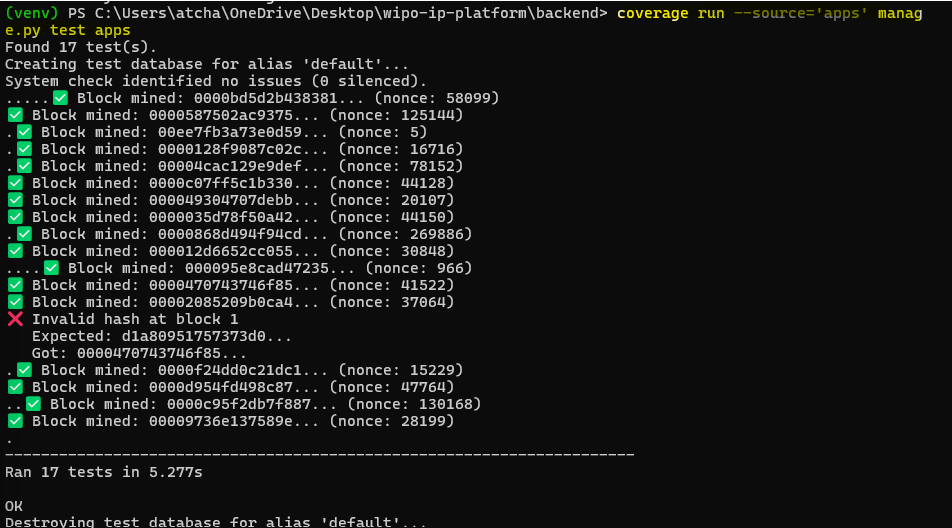 (venv) PS C:\Users\atcha\OneDrive\Desktop\wipo-ip-platform\backend> coverage run --source='apps' manag
e.py test apps
Found 17 test(s).
Creating test database for alias 'default'...
System check identified no issues (0 silenced).
.....✅ Block mined: 0000bd5d2b438381... (nonce: 58099)
✅ Block mined: 0000587502ac9375... (nonce: 125144)
.✅ Block mined: 00ee7fb3a73e0d59... (nonce: 5)
.✅ Block mined: 0000128f9087c02c... (nonce: 16716)
.✅ Block mined: 00004cac129e9def... (nonce: 78152)
✅ Block mined: 0000c07ff5c1b330... (nonce: 44128)
✅ Block mined: 000049304707debb... (nonce: 20107)
✅ Block mined: 0000035d78f50a42... (nonce: 44150)
.✅ Block mined: 0000868d494f94cd... (nonce: 269886)
✅ Block mined: 000012d6652cc055... (nonce: 30848)
....✅ Block mined: 000095e8cad47235... (nonce: 966)
✅ Block mined: 0000470743746f85... (nonce: 41522)
✅ Block mined: 00002085209b0ca4... (nonce: 37064)
❌ Invalid hash at block 1
   Expected: d1a80951757373d0...
   Got: 0000470743746f85...
.✅ Block mined: 0000f24dd0c21dc1... (nonce: 15229)
✅ Block mined: 0000d954fd498c87... (nonce: 47764)
..✅ Block mined: 0000c95f2db7f887... (nonce: 130168)
✅ Block mined: 00009736e137589e... (nonce: 28199)
.
----------------------------------------------------------------------
Ran 17 tests in 5.277s
OK
Destroying test database for alias 'default'...